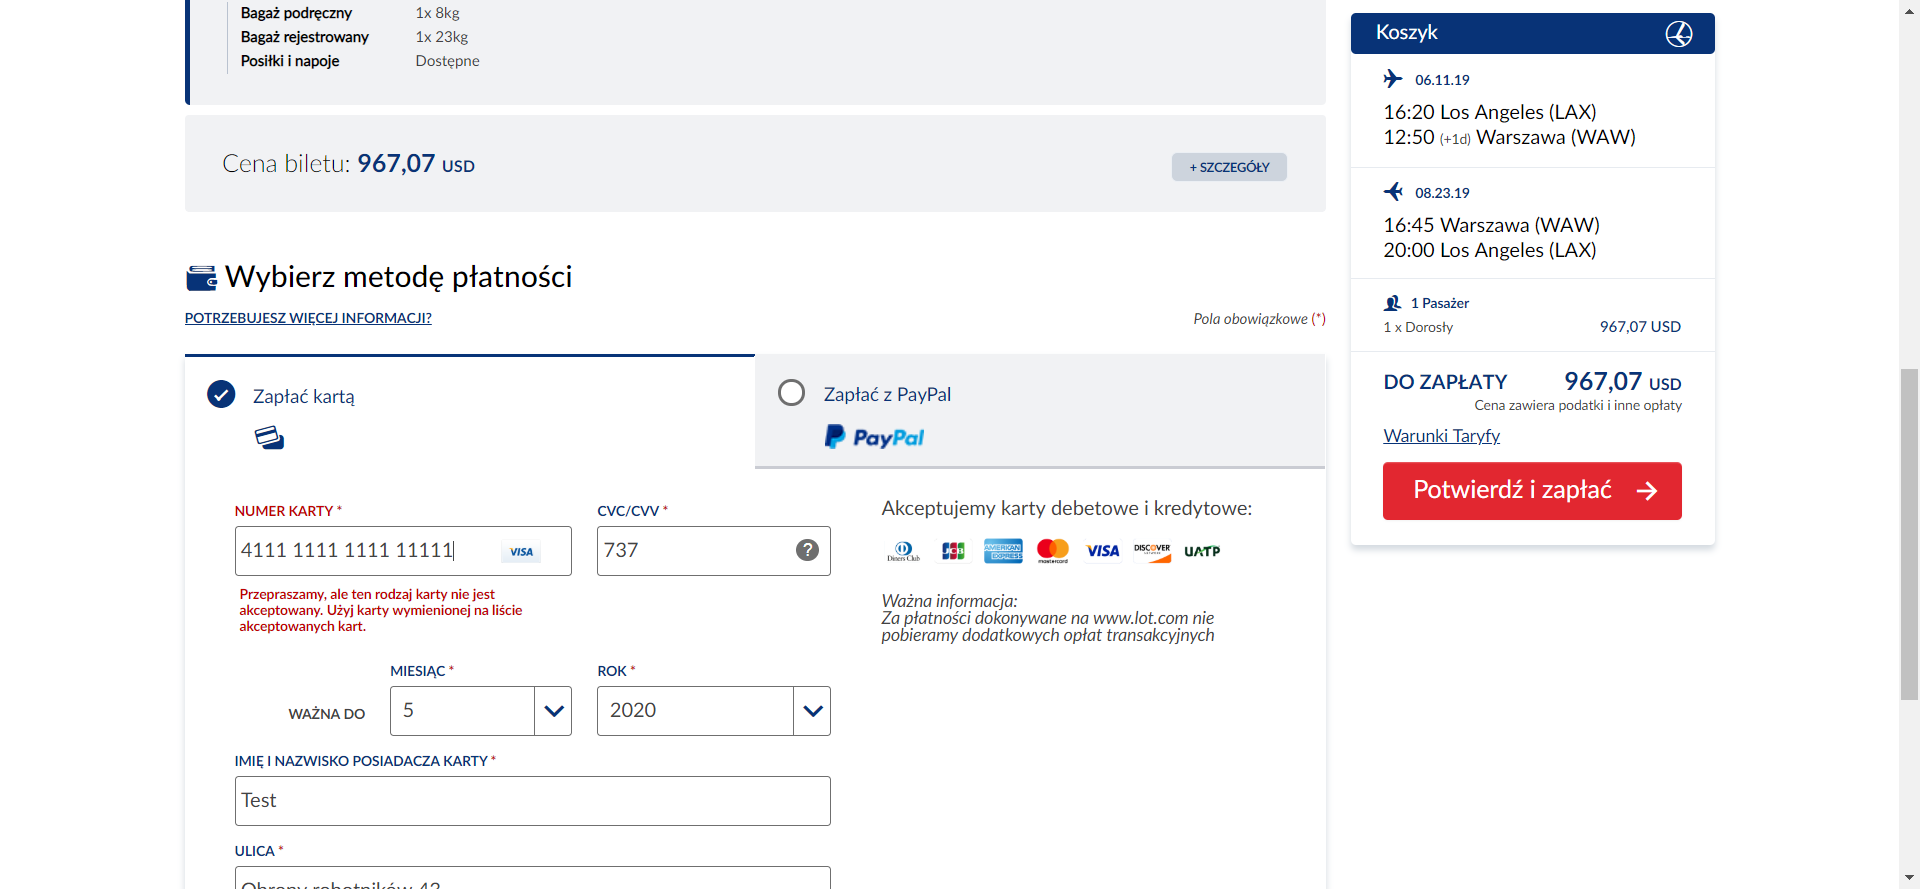 Bagaż podręczny 1x 8kg
Bagaż rejestrowany 1x 23kg
Posiłki i napoje Dostępne
Cena biletu: 967,07 USD
+ SZCZEGÓŁY
Wybierz metodę płatności
POTRZEBUJESZ WIĘCEJ INFORMACJI?
Pola obowiązkowe (*)
Zapłać kartą
Zapłać z PayPal
PayPal
NUMER KARTY *
4111 1111 1111 11111
VISA
Przepraszamy, ale ten rodzaj karty nie jest
akceptowany. Użyj karty wymienionej na liście
akceptowanych kart.
CVC/CVV *
737
?
Akceptujemy karty debetowe i kredytowe:
Diners Club JCB AMERICAN EXPRESS mastercard VISA DISCOVER UATP
Ważna informacja:
Za płatności dokonywane na www.lot.com nie
pobieramy dodatkowych opłat transakcyjnych
WAŻNA DO
MIESIĄC *
5
ROK *
2020
IMIĘ I NAZWISKO POSIADACZA KARTY *
Test
ULICA *
Obrony robotników 43
Koszyk
06.11.19
16:20 Los Angeles (LAX)
12:50 (+1d) Warszawa (WAW)
08.23.19
16:45 Warszawa (WAW)
20:00 Los Angeles (LAX)
1 Pasażer
1 x Dorosły 967,07 USD
DO ZAPŁATY 967,07 USD
Cena zawiera podatki i inne opłaty
Warunki Taryfy
Potwierdź i zapłać